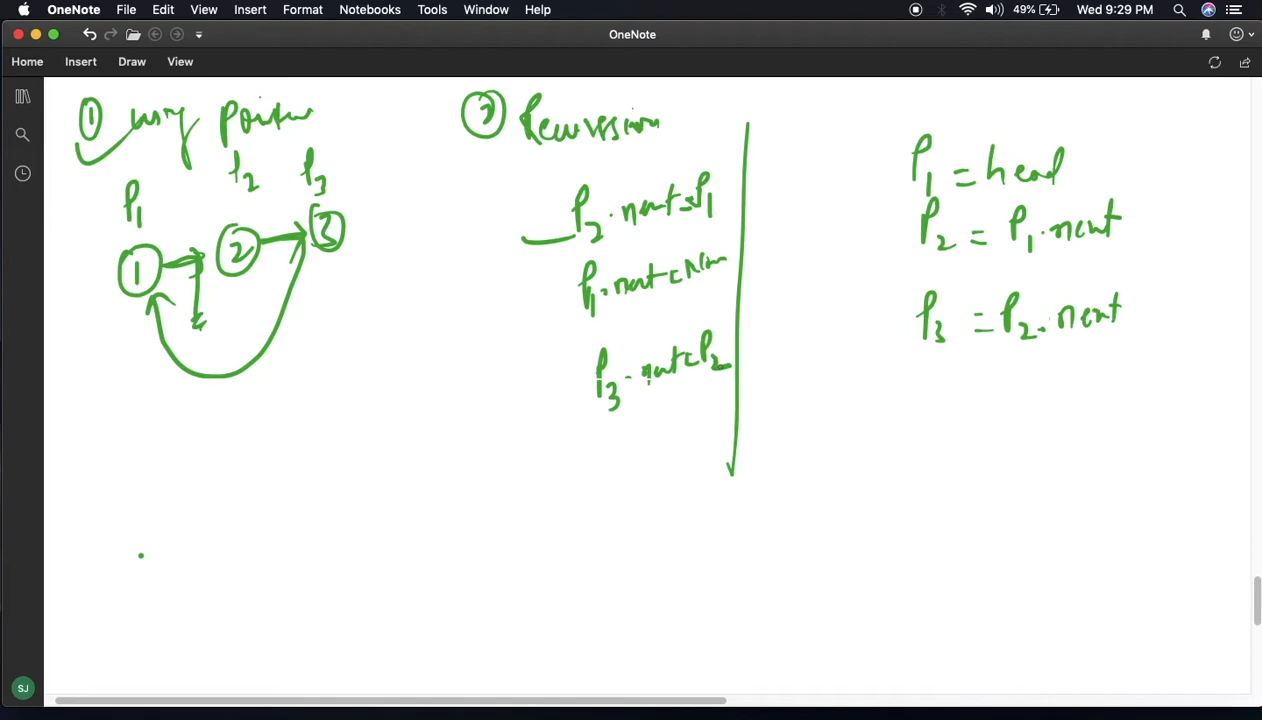 OneNote File Edit View Insert Format Notebooks Tools Window Help 49% Wed 9:29 PM
OneNote
Home Insert Draw View
① using pointer
P1 P2 P3
1 2 3
② Recursion
P2.next=P1
P1.next=
P3.next=P2
P1 = head
P2 = P1.next
P3 = P2.next
SJ